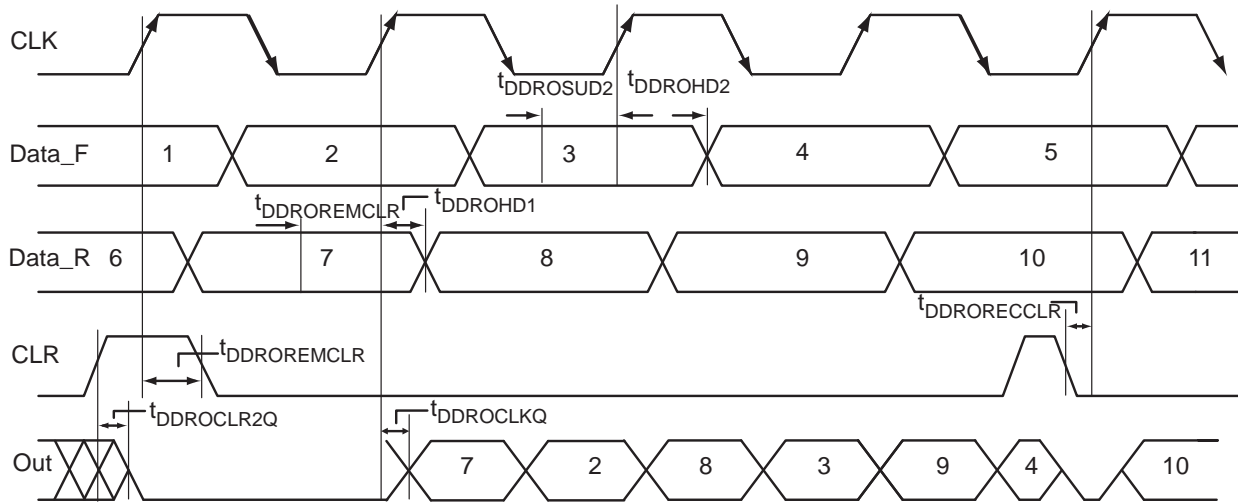 CLK
tDDROSUD2 tDDROHD2
Data_F 1 2 3 4 5
tDDROREMCLR tDDROHD1
Data_R 6 7 8 9 10 11
tDDRORECCLR
CLR tDDROREMCLR
tDDROCLR2Q tDDROCLKQ
Out 7 2 8 3 9 4 10